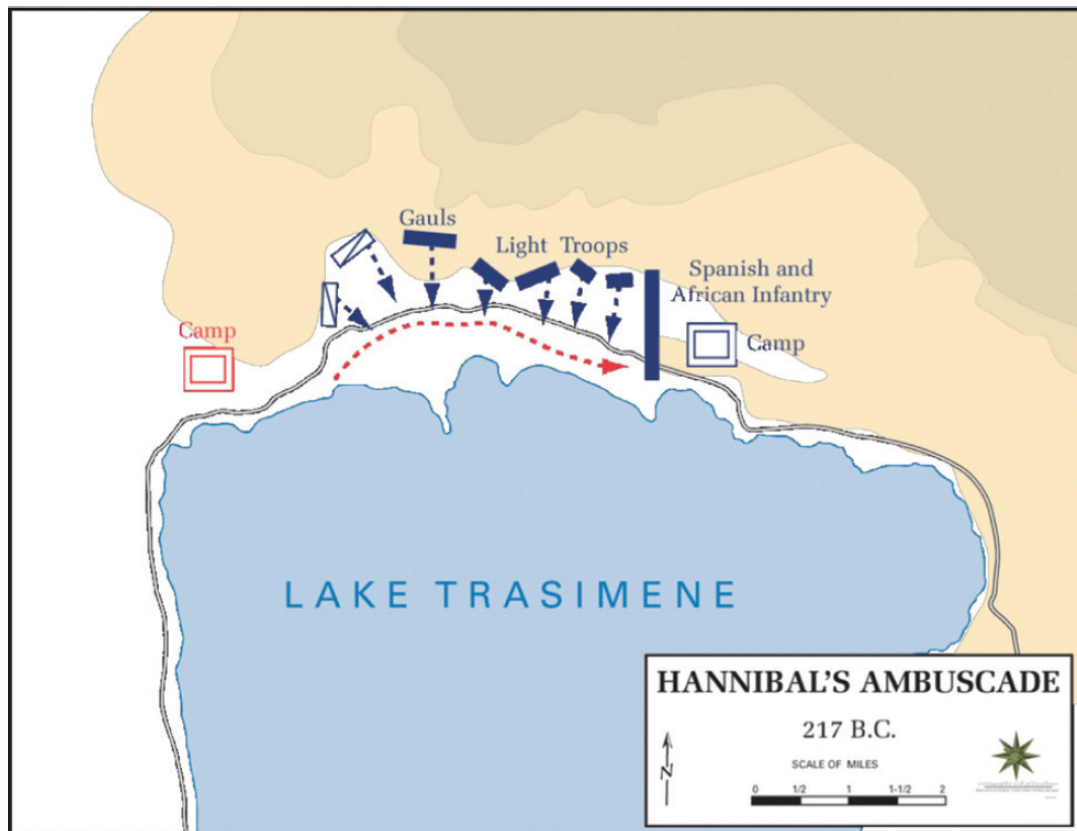 Gauls
Light Troops
Spanish and
African Infantry
Camp
Camp
LAKE TRASIMENE
HANNIBAL'S AMBUSCADE
217 B.C.
SCALE OF MILES
N
0 1/2 1 1-1/2 2